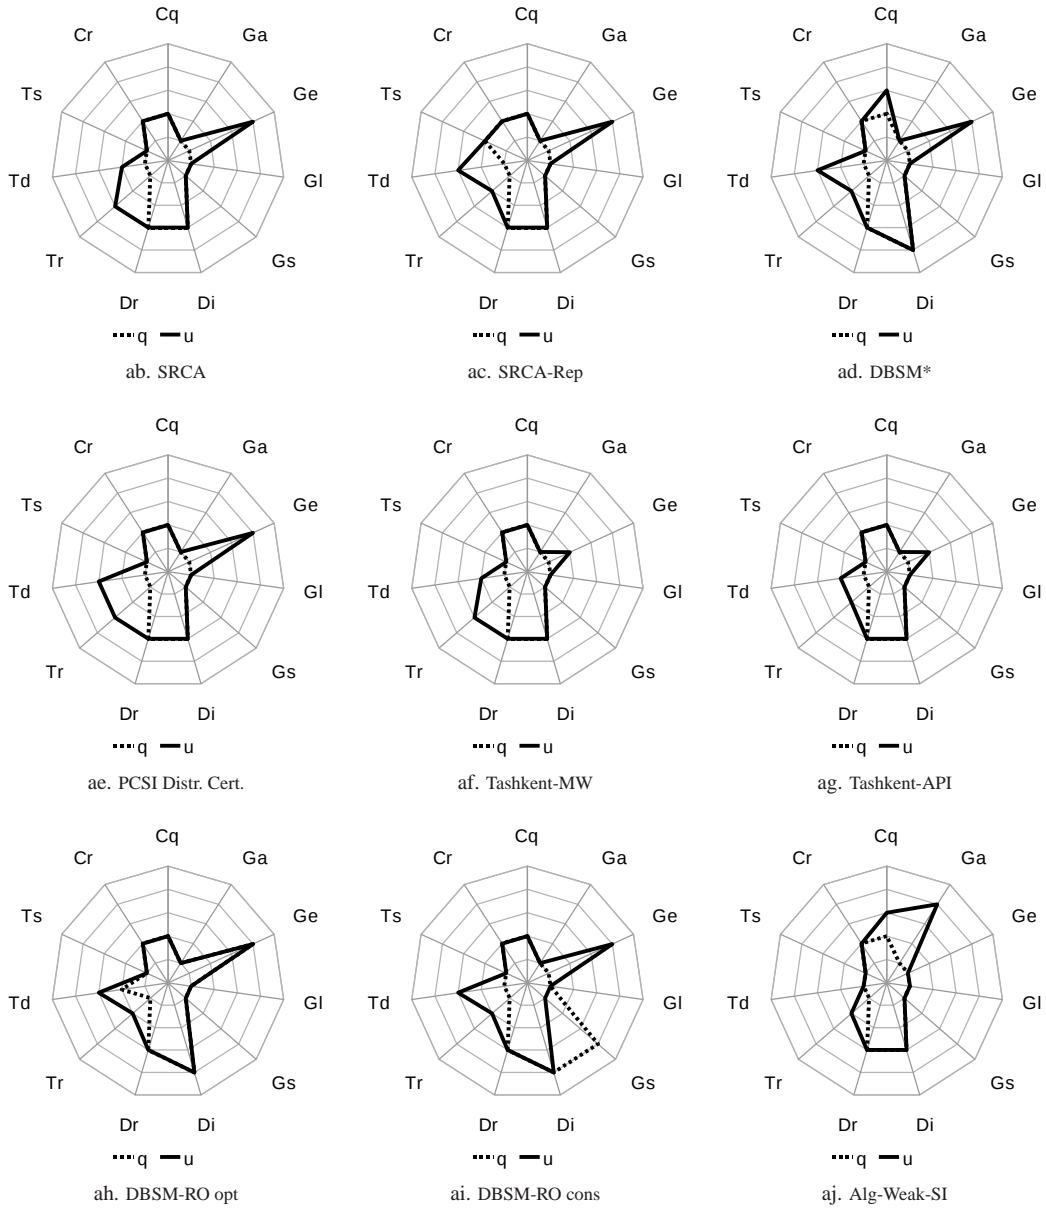 Cq Cq Cq
Cr Ga Cr Ga Cr Ga
Ts Ge Ts Ge Ts Ge
Td Gl Td Gl Td Gl
Tr Gs Tr Gs Tr Gs
Dr Di Dr Di Dr Di
q u q u q u
ab. SRCA ac. SRCA-Rep ad. DBSM*
Cq Cq Cq
Cr Ga Cr Ga Cr Ga
Ts Ge Ts Ge Ts Ge
Td Gl Td Gl Td Gl
Tr Gs Tr Gs Tr Gs
Dr Di Dr Di Dr Di
q u q u q u
ae. PCSI Distr. Cert. af. Tashkent-MW ag. Tashkent-API
Cq Cq Cq
Cr Ga Cr Ga Cr Ga
Ts Ge Ts Ge Ts Ge
Td Gl Td Gl Td Gl
Tr Gs Tr Gs Tr Gs
Dr Di Dr Di Dr Di
q u q u q u
ah. DBSM-RO opt ai. DBSM-RO cons aj. Alg-Weak-SI